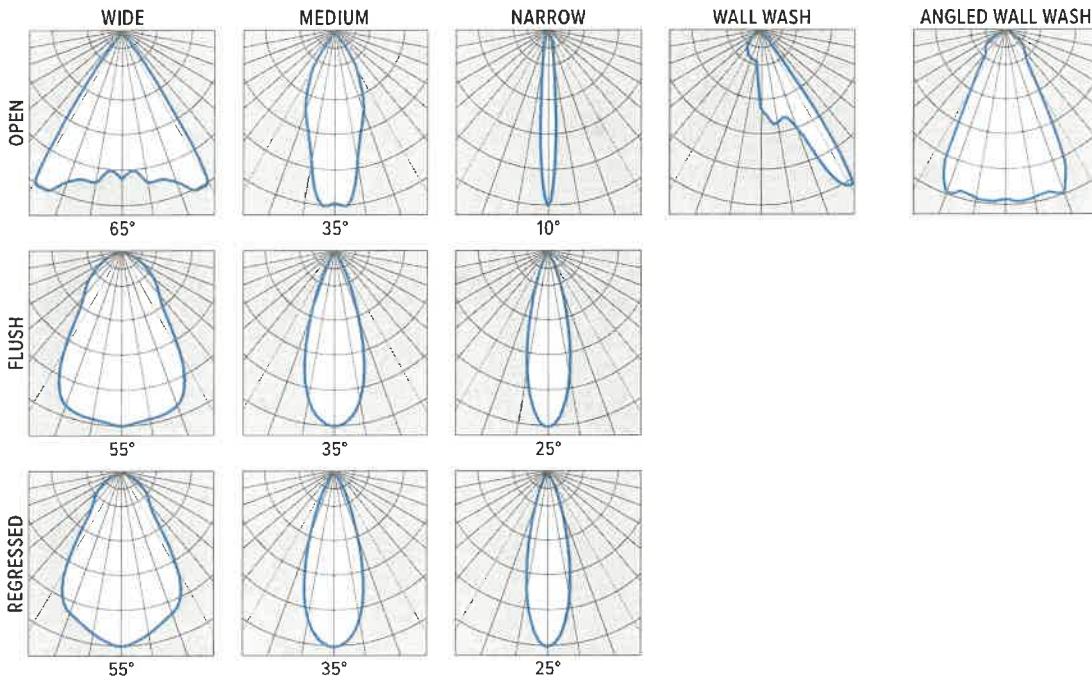 WIDE MEDIUM NARROW WALL WASH ANGLED WALL WASH
OPEN
65° 35° 10°
FLUSH
55° 35° 25°
REGRESSED
55° 35° 25°